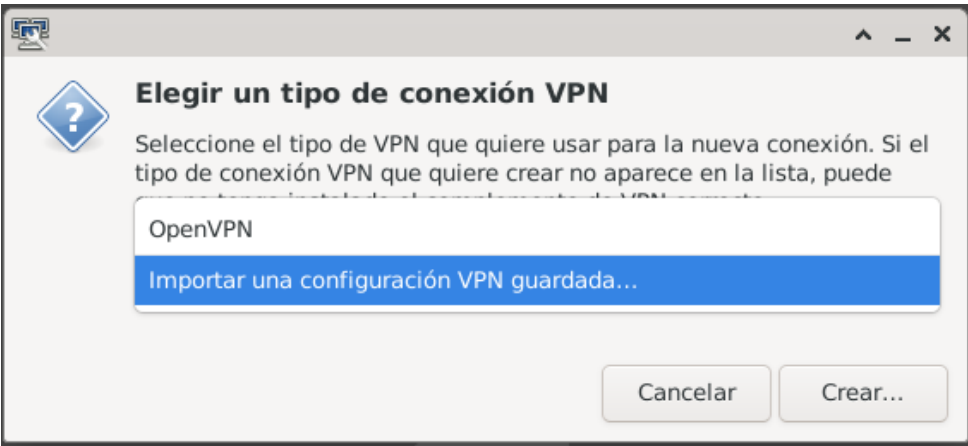 Elegir un tipo de conexión VPN
Seleccione el tipo de VPN que quiere usar para la nueva conexión. Si el
tipo de conexión VPN que quiere crear no aparece en la lista, puede
OpenVPN
Importar una configuración VPN guardada...
Cancelar
Crear...